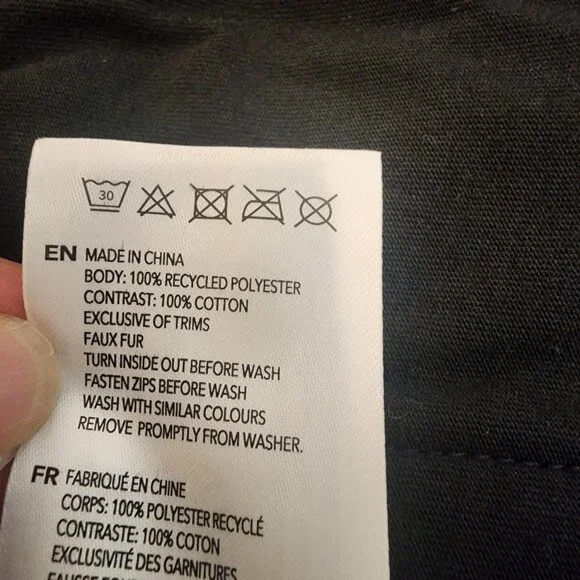 30
EN MADE IN CHINA
BODY: 100% RECYCLED POLYESTER
CONTRAST: 100% COTTON
EXCLUSIVE OF TRIMS
FAUX FUR
TURN INSIDE OUT BEFORE WASH
FASTEN ZIPS BEFORE WASH
WASH WITH SIMILAR COLOURS
REMOVE PROMPTLY FROM WASHER.
FR FABRIQUÉ EN CHINE
CORPS: 100% POLYESTER RECYCLÉ
CONTRASTE: 100% COTON
EXCLUSIVITÉ DES GARNITURES